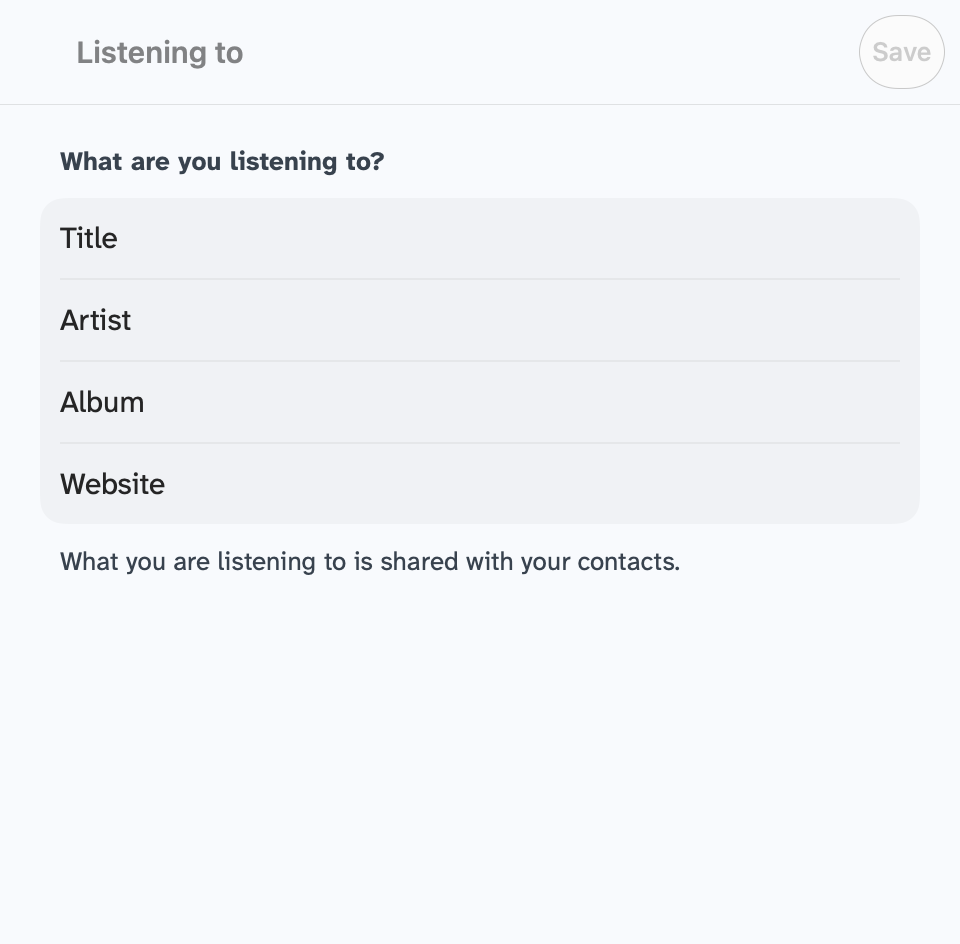 Listening to
Save
What are you listening to?
Title
Artist
Album
Website
What you are listening to is shared with your contacts.